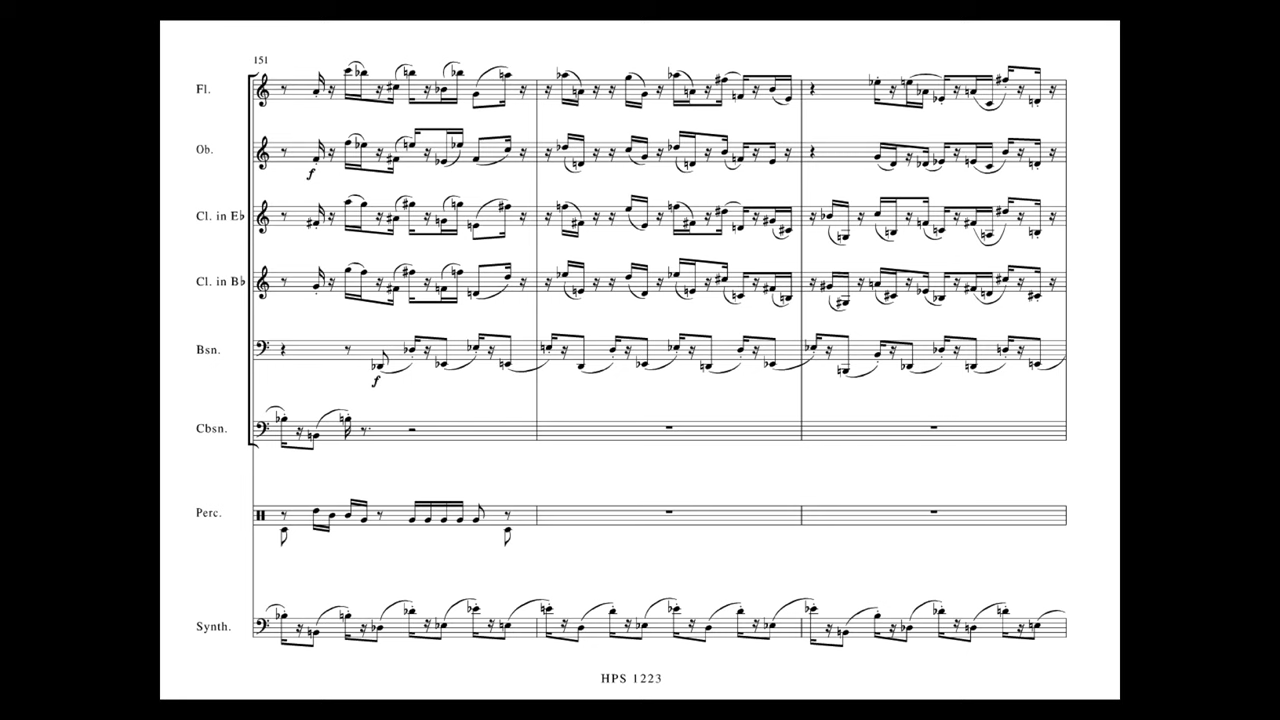 151
Fl.
Ob.
f
Cl. in E♭
Cl. in B♭
Bsn.
f
Cbsn.
Perc.
Synth.
HPS 1223